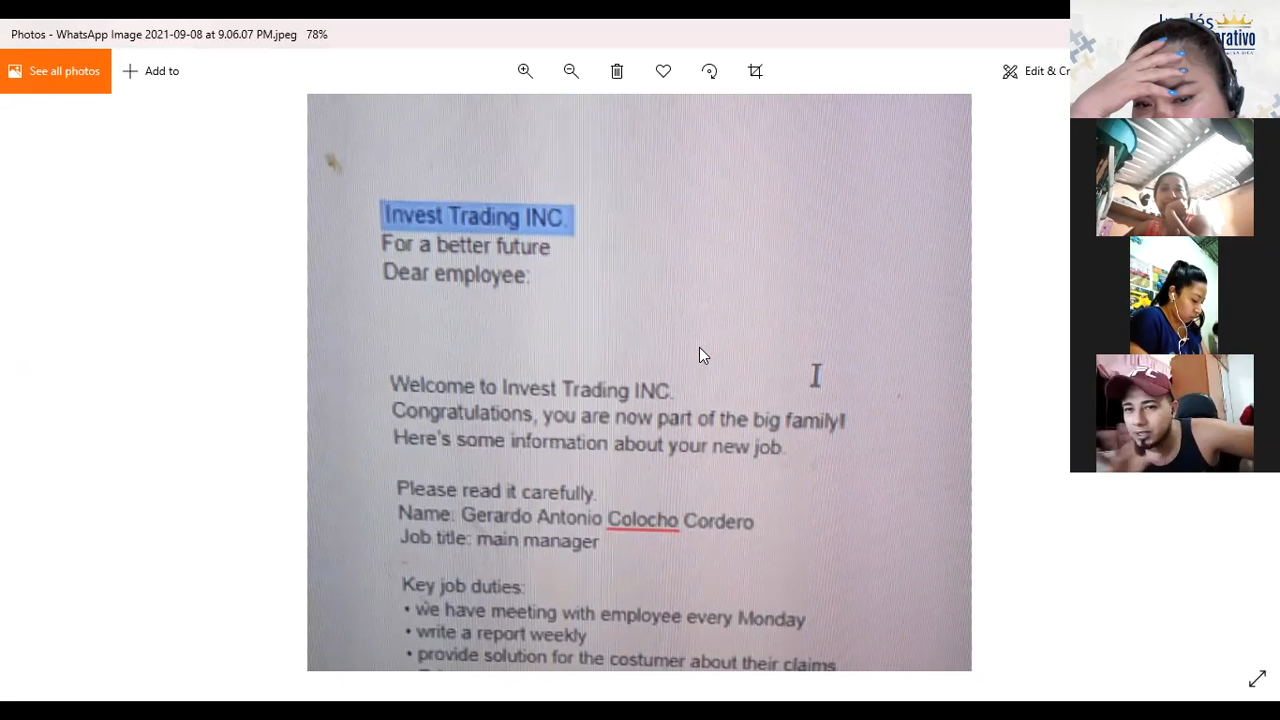 Photos - WhatsApp Image 2021-09-08 at 9.06.07 PM.jpeg 78%
See all photos
Add to
Edit & Cr
Invest Trading INC.
For a better future
Dear employee:
Welcome to Invest Trading INC.
Congratulations, you are now part of the big family!
Here's some information about your new job.
Please read it carefully.
Name: Gerardo Antonio Colocho Cordero
Job title: main manager
Key job duties:
• we have meeting with employee every Monday
• write a report weekly
• provide solution for the costumer about their claims